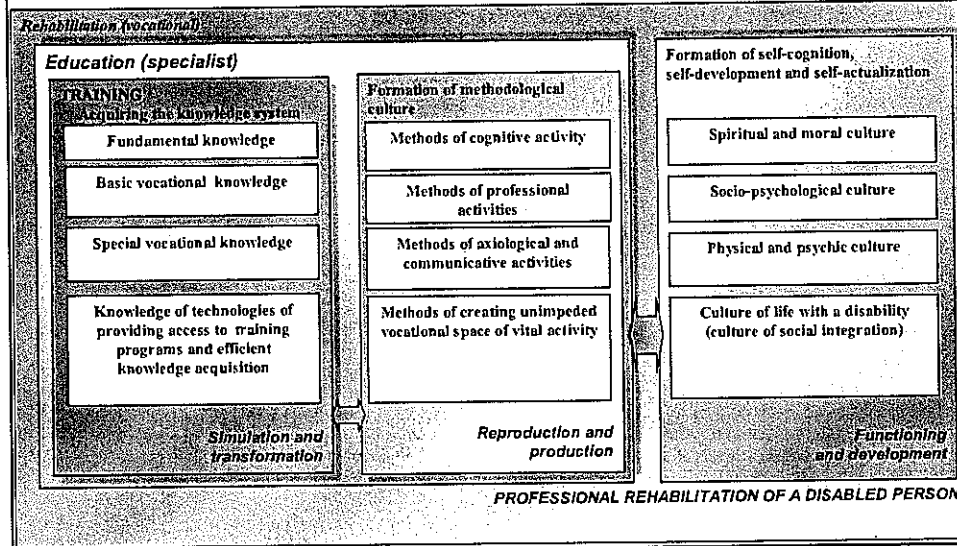 Rehabilitation (vocational)
Education (specialist)
TRAINING
Acquiring the knowledge system
Fundamental knowledge
Basic vocational knowledge
Special vocational knowledge
Knowledge of technologies of
providing access to training
programs and efficient
knowledge acquisition
Simulation and
transformation
Formation of methodological
culture
Methods of cognitive activity
Methods of professional
activities
Methods of axiological and
communicative activities
Methods of creating unimpeded
vocational space of vital activity
Reproduction and
production
Formation of self-cognition,
self-development and self-actualization
Spiritual and moral culture
Socio-psychological culture
Physical and psychic culture
Culture of life with a disability
(culture of social integration)
Functioning
and development
PROFESSIONAL REHABILITATION OF A DISABLED PERSON